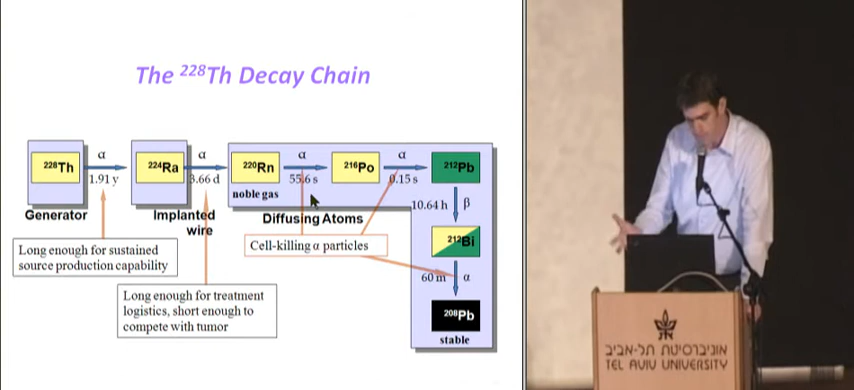 The ²²⁸Th Decay Chain
α α α α
²²⁸Th ²²⁴Ra ²²⁰Rn ²¹⁶Po ²¹²Pb
1.91 y 3.66 d 55.6 s 0.15 s
noble gas
Generator Implanted
wire
Diffusing Atoms
10.64 h β
Long enough for sustained
source production capability
Cell-killing α particles
²¹²Bi
60 m α
Long enough for treatment
logistics, short enough to
compete with tumor
²⁰⁸Pb
stable
אוניברסיטת תל-אביב
TEL AVIV UNIVERSITY